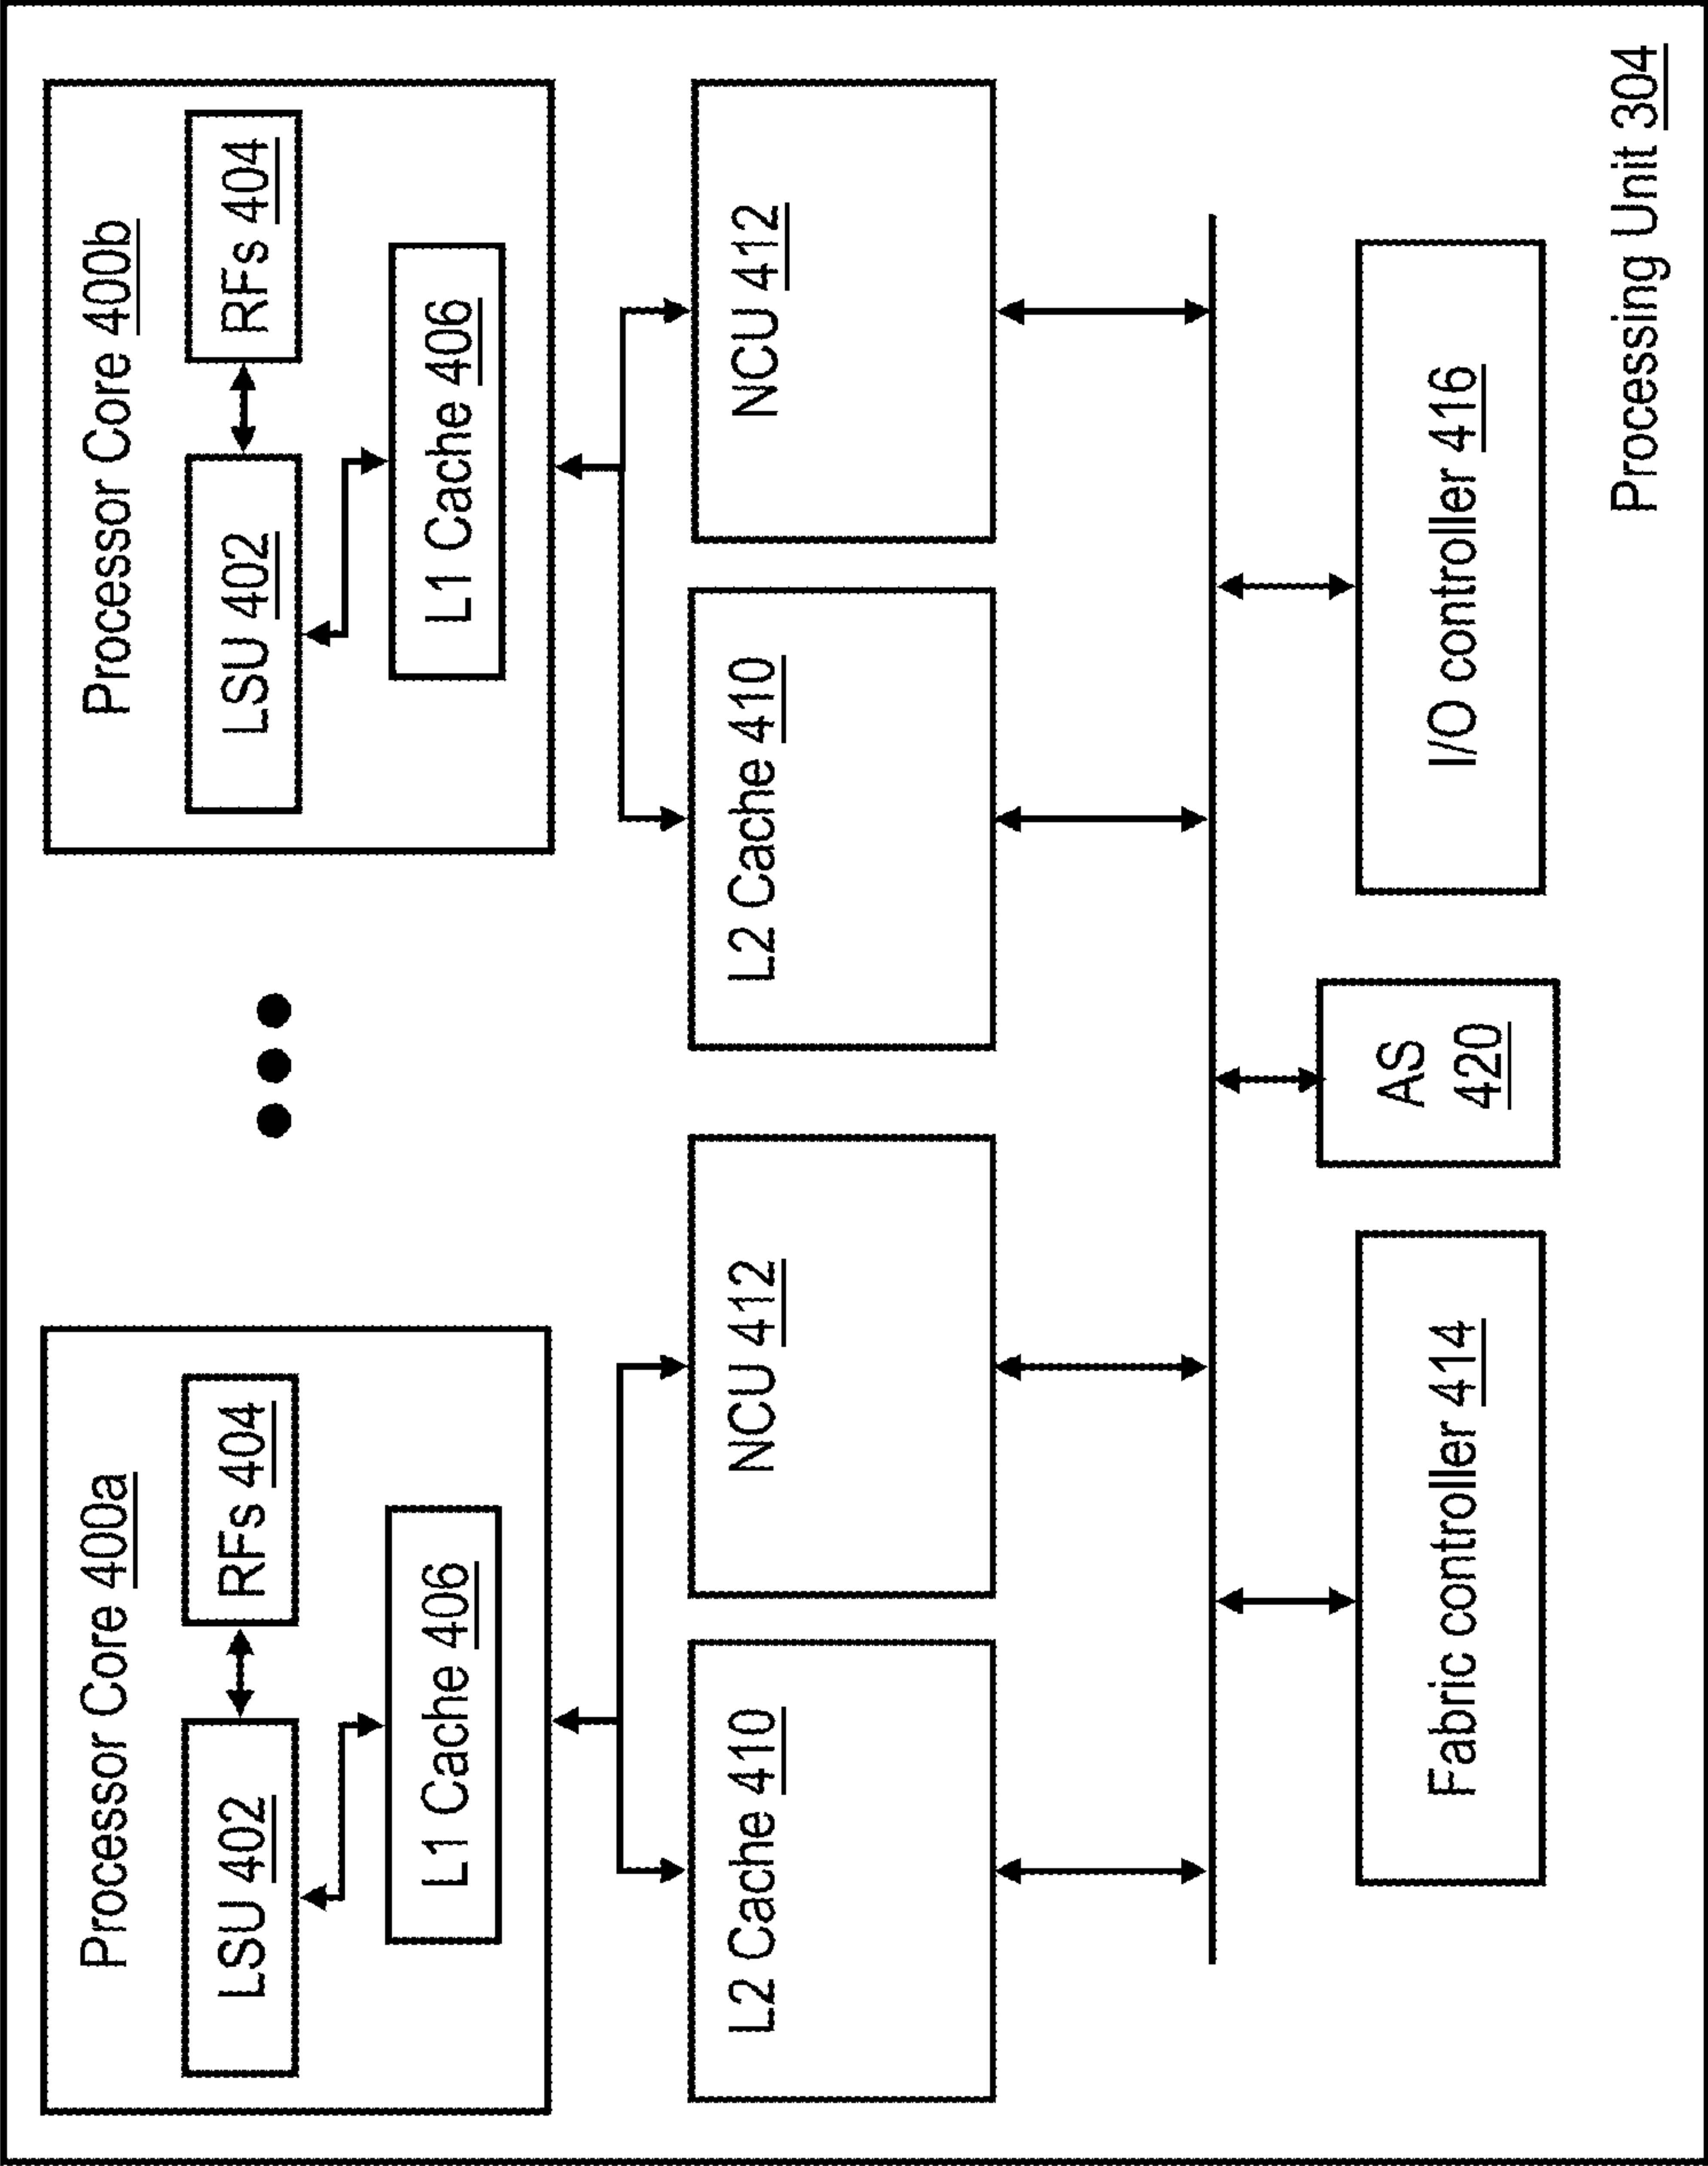 Processor Core 400a
LSU 402
RFs 404
L1 Cache 406
Processor Core 400b
LSU 402
RFs 404
L1 Cache 406
L2 Cache 410
NCU 412
L2 Cache 410
NCU 412
Fabric controller 414
AS
420
I/O controller 416
Processing Unit 304